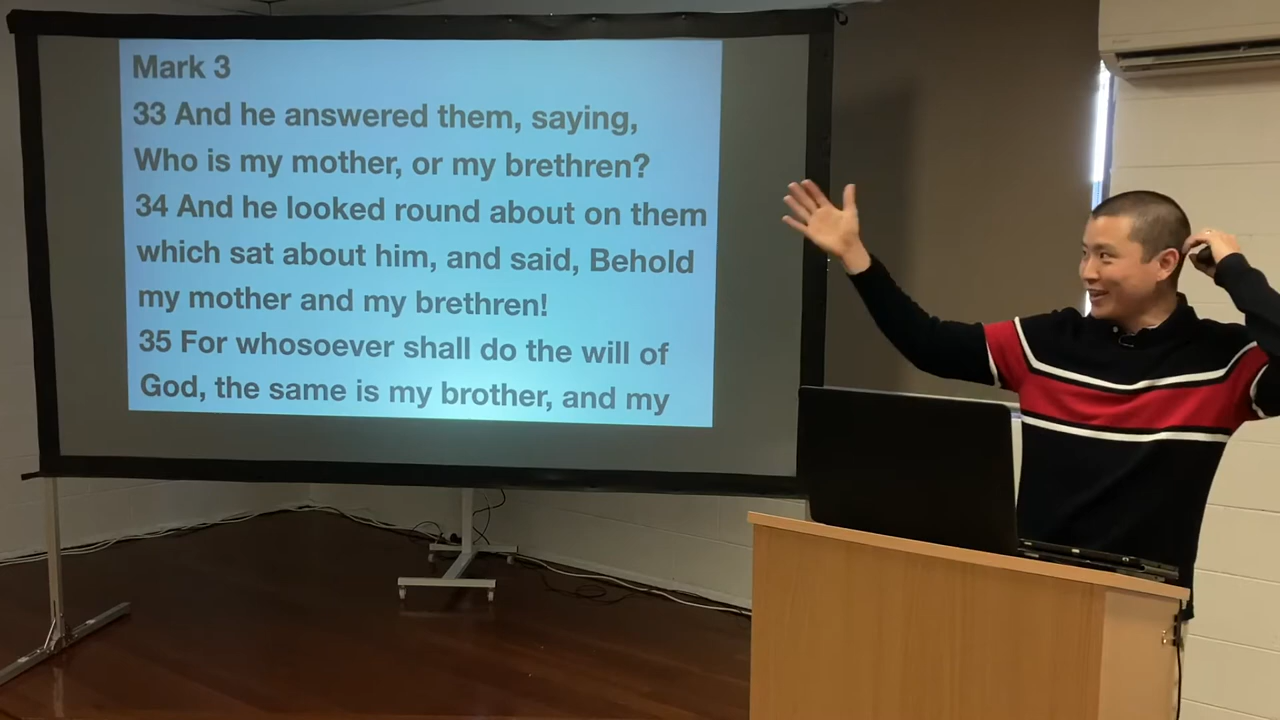 Mark 3
33 And he answered them, saying,
Who is my mother, or my brethren?
34 And he looked round about on them
which sat about him, and said, Behold
my mother and my brethren!
35 For whosoever shall do the will of
God, the same is my brother, and my